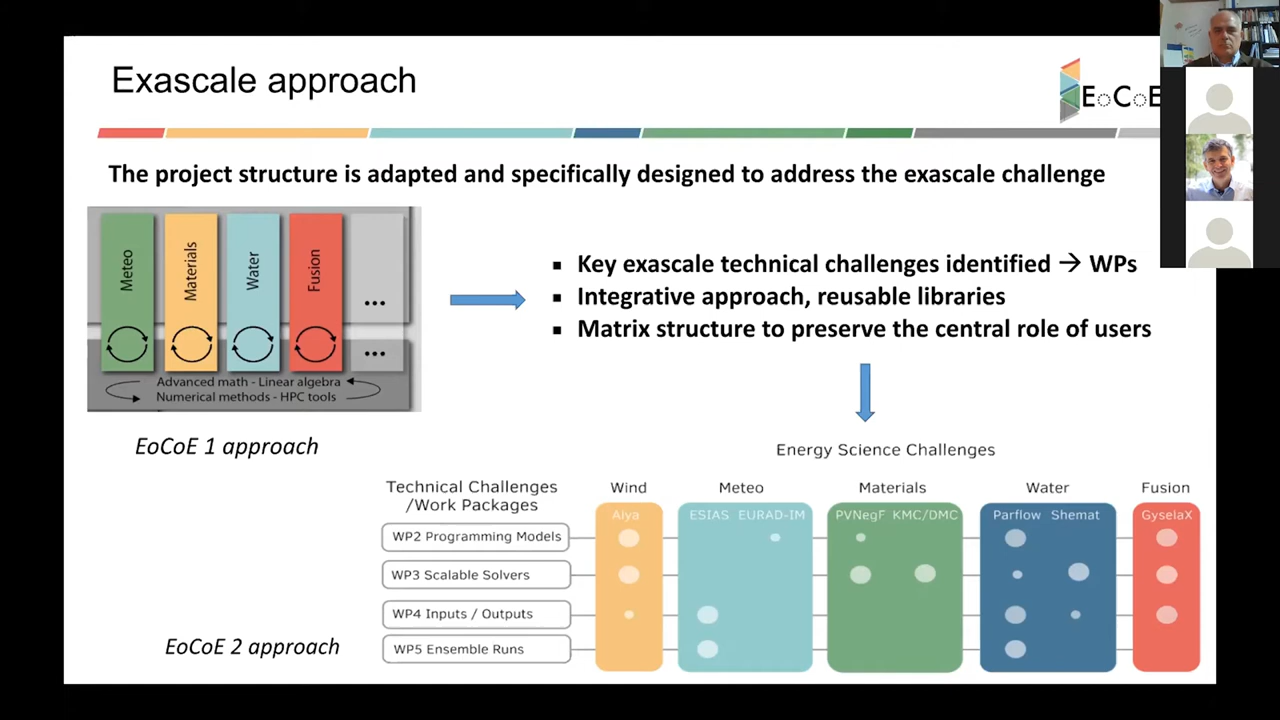 Exascale approach
EoCoE
The project structure is adapted and specifically designed to address the exascale challenge
Meteo
Materials
Water
Fusion
...
...
Advanced math - Linear algebra
Numerical methods - HPC tools
EoCoE 1 approach
▪ Key exascale technical challenges identified → WPs
▪ Integrative approach, reusable libraries
▪ Matrix structure to preserve the central role of users
Energy Science Challenges
Technical Challenges
/Work Packages
Wind Meteo Materials Water Fusion
Alya ESIAS EURAD-IM PVNegF KMC/DMC Parflow Shemat GyselaX
WP2 Programming Models
WP3 Scalable Solvers
WP4 Inputs / Outputs
WP5 Ensemble Runs
EoCoE 2 approach